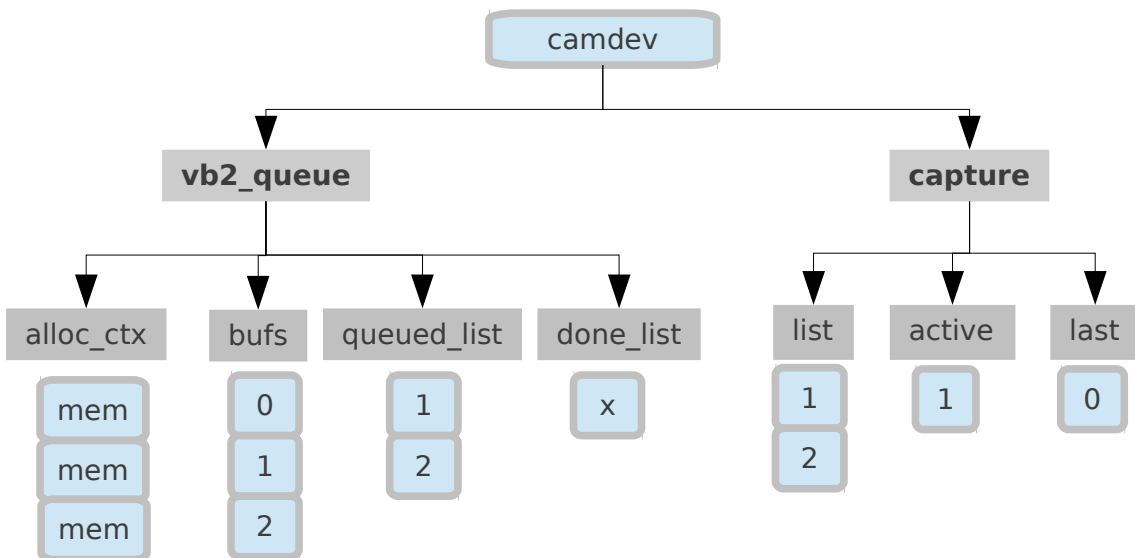 camdev
vb2_queue
capture
alloc_ctx
bufs
queued_list
done_list
list
active
last
mem
mem
mem
0
1
2
1
2
x
1
2
1
0